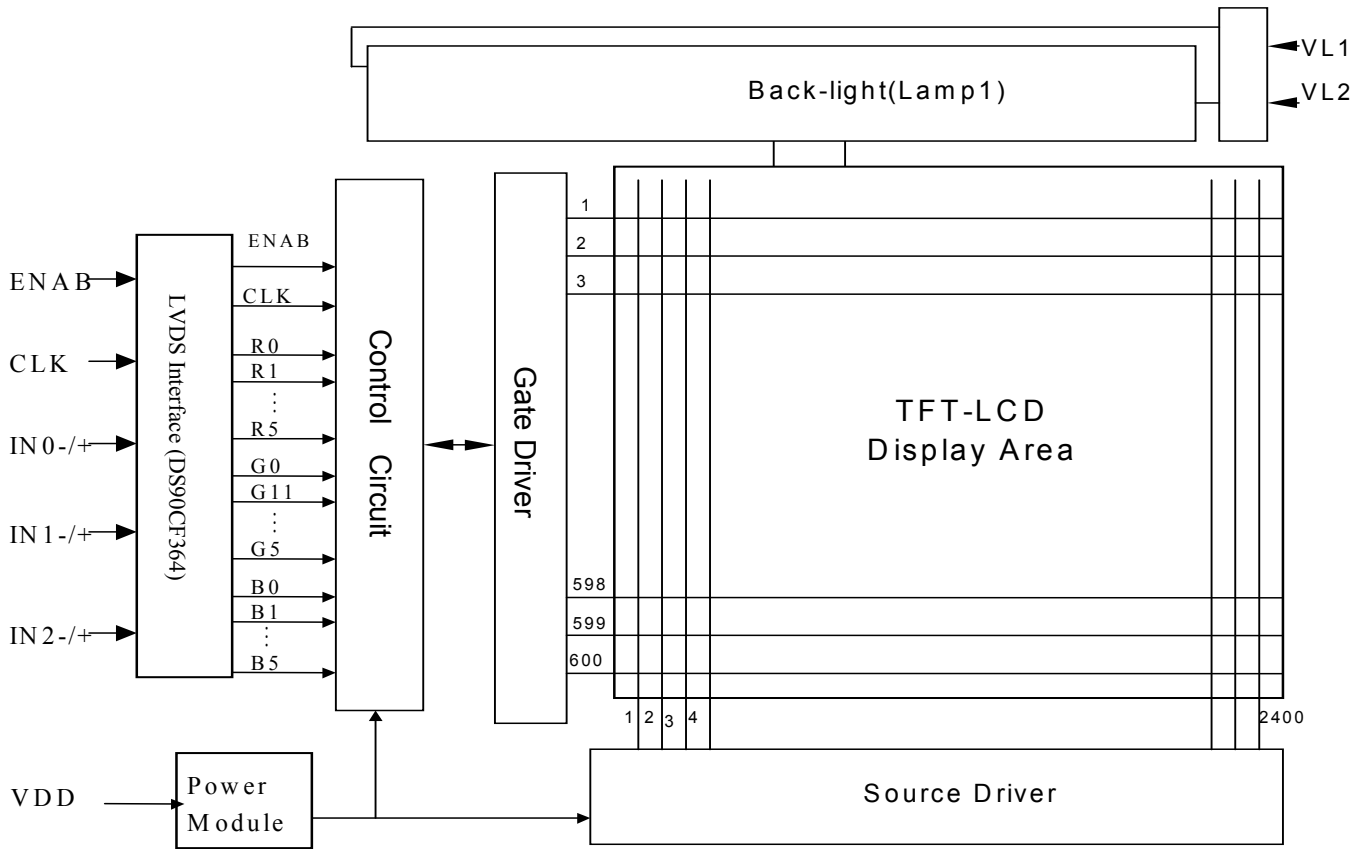 VL1
Back-light(Lamp1)
VL2
ENAB
CLK
IN0-/+
IN1-/+
IN2-/+
LVDS Interface (DS90CF364)
ENAB
CLK
R0
R1
R5
G0
G11
G5
B0
B1
B5
Control Circuit
Gate Driver
1
2
3
598
599
600
TFT-LCD
Display Area
1 2 3 4 2400
VDD
Power
Module
Source Driver